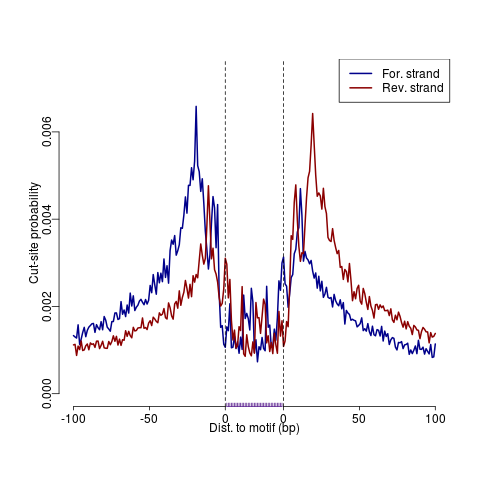 For. strand
Rev. strand
Cut-site probability
0.006
0.004
0.002
0.000
-100 -50 0 0 50 100
Dist. to motif (bp)